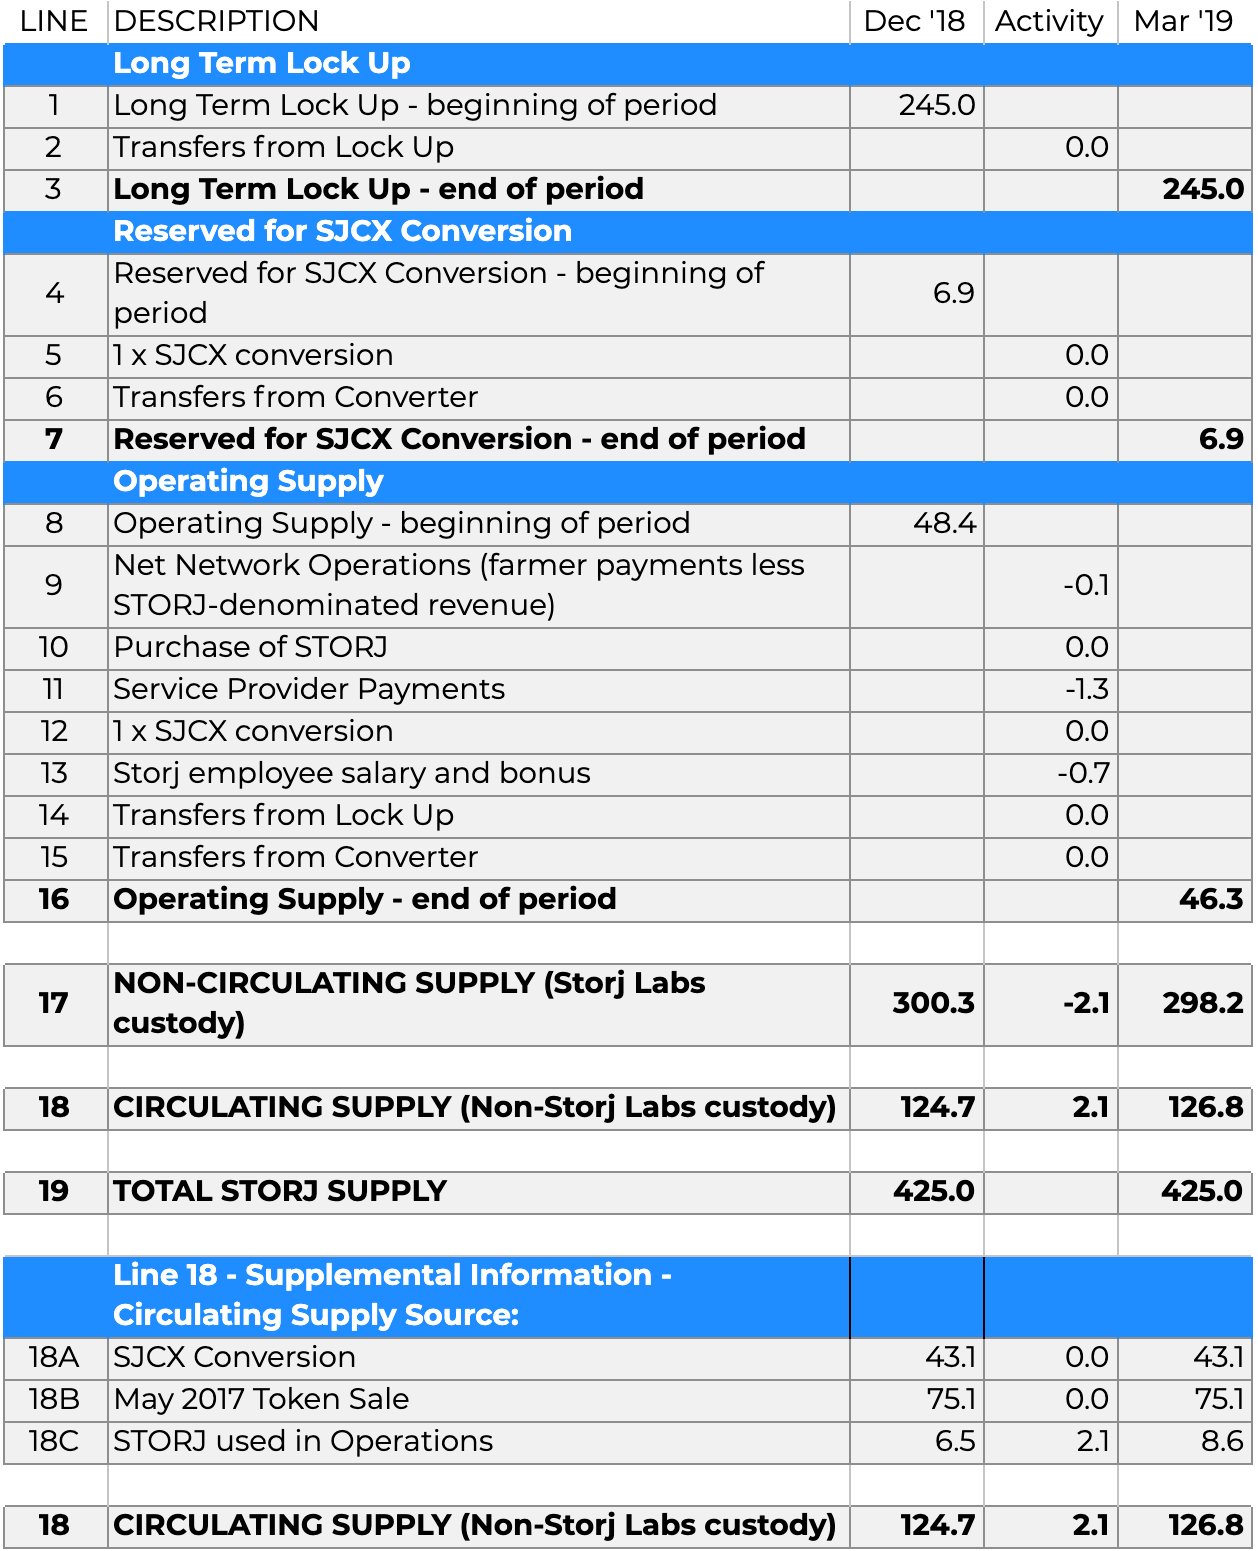 LINE DESCRIPTION Dec '18 Activity Mar '19
Long Term Lock Up
1 Long Term Lock Up - beginning of period 245.0
2 Transfers from Lock Up 0.0
3 Long Term Lock Up - end of period 245.0
Reserved for SJCX Conversion
4 Reserved for SJCX Conversion - beginning of
period 6.9
5 1 x SJCX conversion 0.0
6 Transfers from Converter 0.0
7 Reserved for SJCX Conversion - end of period 6.9
Operating Supply
8 Operating Supply - beginning of period 48.4
9 Net Network Operations (farmer payments less
STORJ-denominated revenue) -0.1
10 Purchase of STORJ 0.0
11 Service Provider Payments -1.3
12 1 x SJCX conversion 0.0
13 Storj employee salary and bonus -0.7
14 Transfers from Lock Up 0.0
15 Transfers from Converter 0.0
16 Operating Supply - end of period 46.3
17 NON-CIRCULATING SUPPLY (Storj Labs
custody) 300.3 -2.1 298.2
18 CIRCULATING SUPPLY (Non-Storj Labs custody) 124.7 2.1 126.8
19 TOTAL STORJ SUPPLY 425.0 425.0
Line 18 - Supplemental Information -
Circulating Supply Source:
18A SJCX Conversion 43.1 0.0 43.1
18B May 2017 Token Sale 75.1 0.0 75.1
18C STORJ used in Operations 6.5 2.1 8.6
18 CIRCULATING SUPPLY (Non-Storj Labs custody) 124.7 2.1 126.8